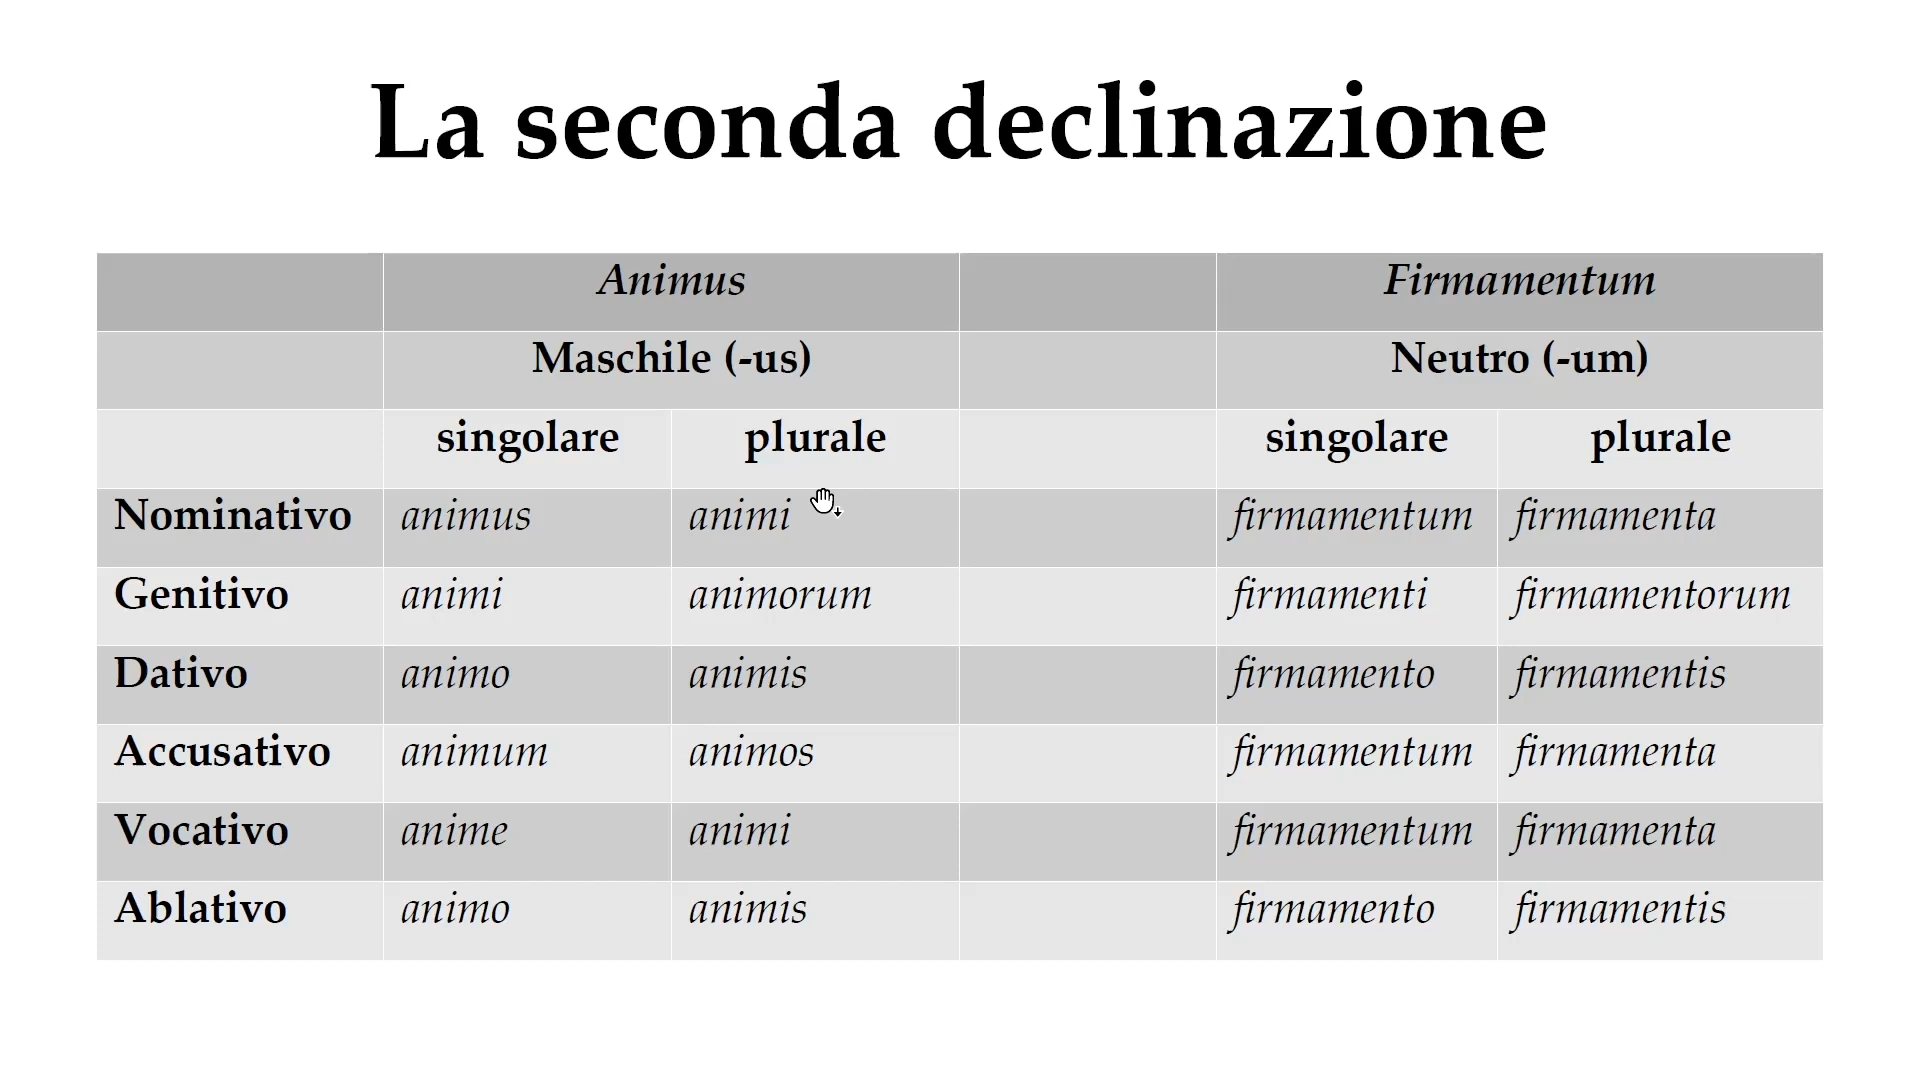 La seconda declinazione
Animus Firmamentum
Maschile (-us) Neutro (-um)
singolare plurale singolare plurale
Nominativo animus animi firmamentum firmamenta
Genitivo animi animorum firmamenti firmamentorum
Dativo animo animis firmamento firmamentis
Accusativo animum animos firmamentum firmamenta
Vocativo anime animi firmamentum firmamenta
Ablativo animo animis firmamento firmamentis